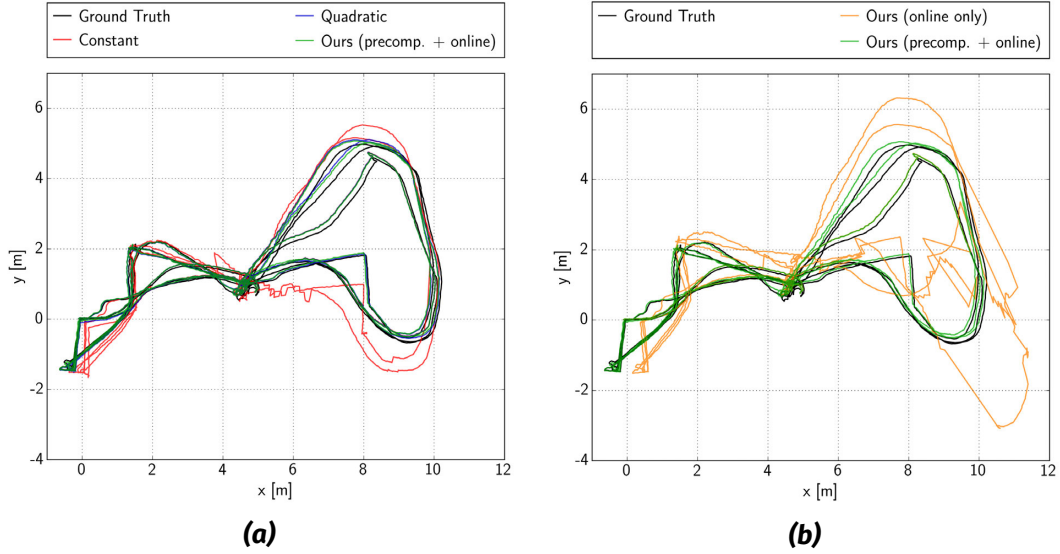 Ground Truth
Quadratic
Constant
Ours (precomp. + online)
6
4
2
0
-2
-4
y [m]
0 2 4 6 8 10 12
x [m]
(a)
Ground Truth
Ours (online only)
Ours (precomp. + online)
6
4
2
0
-2
-4
y [m]
0 2 4 6 8 10 12
x [m]
(b)